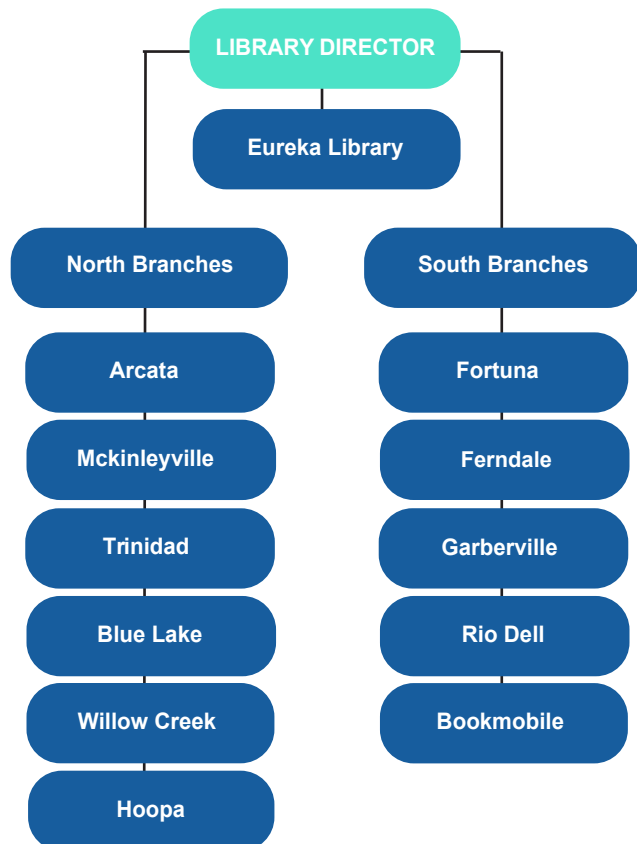 LIBRARY DIRECTOR
Eureka Library
North Branches
Arcata
Mckinleyville
Trinidad
Blue Lake
Willow Creek
Hoopa
South Branches
Fortuna
Ferndale
Garberville
Rio Dell
Bookmobile